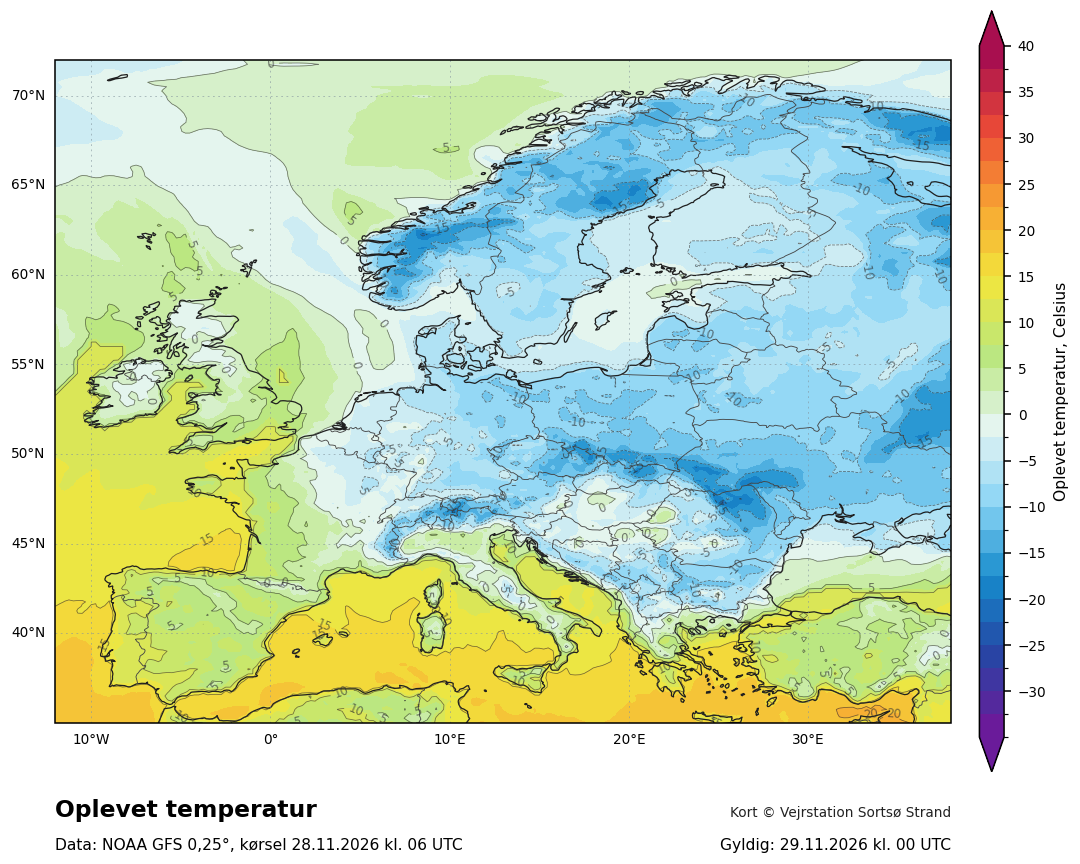 40
35
30
25
20
15
10
5
0
−5
−10
−15
−20
−25
−30
Oplevet temperatur, Celsius
70°N
65°N
60°N
55°N
50°N
45°N
40°N
10°W
0°
10°E
20°E
30°E
Oplevet temperatur
Kort © Vejrstation Sortsø Strand
Data: NOAA GFS 0,25°, kørsel 28.11.2026 kl. 06 UTC
Gyldig: 29.11.2026 kl. 00 UTC